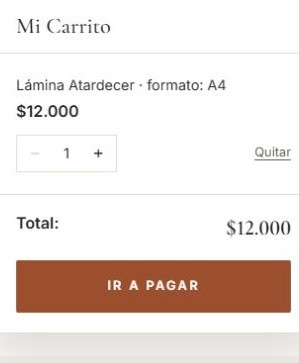 Mi Carrito
Lámina Atardecer · formato: A4
$12.000
− 1 +
Quitar
Total:
$12.000
IR A PAGAR